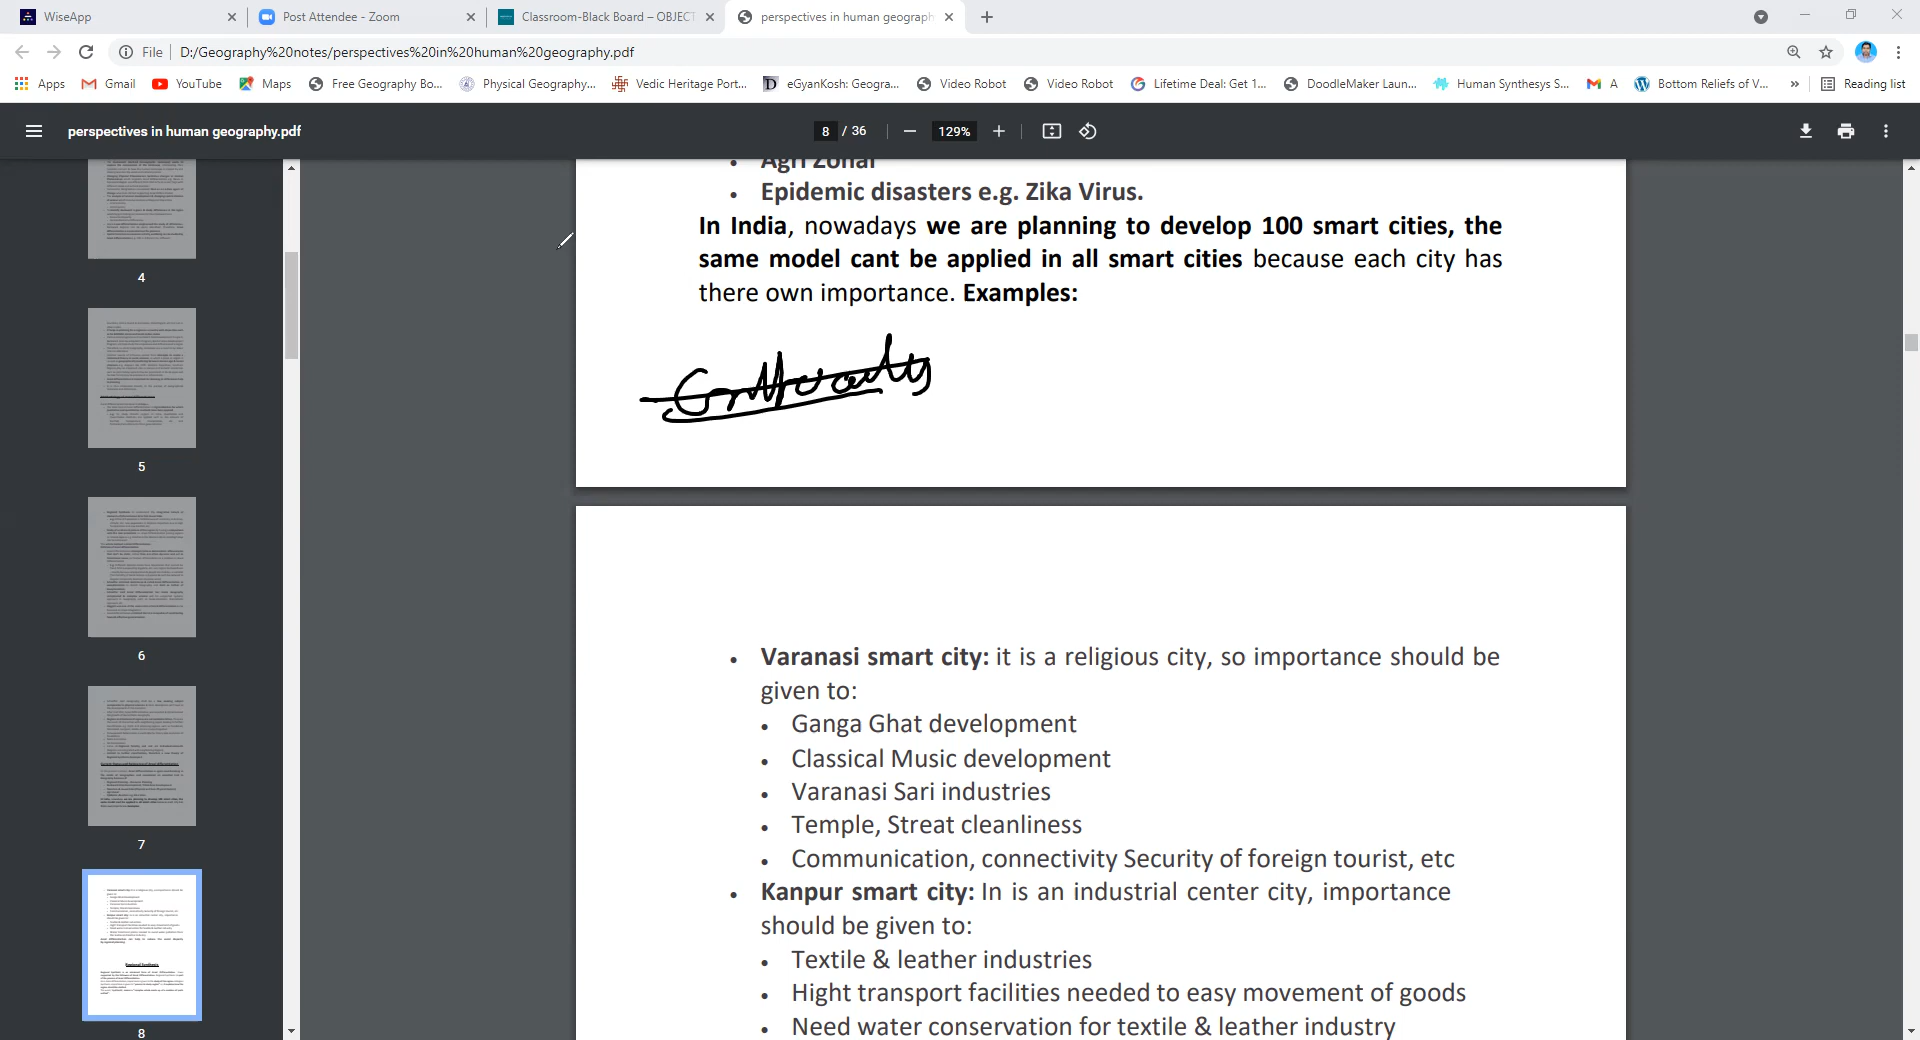 WiseApp
Post Attendee - Zoom
Classroom-Black Board – OBJECT
perspectives in human geograph
File
D:/Geography%20notes/perspectives%20in%20human%20geography.pdf
Apps
Gmail
YouTube
Maps
Free Geography Bo...
Physical Geography...
Vedic Heritage Port...
eGyanKosh: Geogra...
Video Robot
Video Robot
Lifetime Deal: Get 1...
DoodleMaker Laun...
Human Synthesys S...
A
Bottom Reliefs of V...
»
Reading list
perspectives in human geography.pdf
8 / 36
129%
4
5
6
7
8
Agri Zonal
Epidemic disasters e.g. Zika Virus.
In India, nowadays we are planning to develop 100 smart cities, the
same model cant be applied in all smart cities because each city has
there own importance. Examples:
Varanasi smart city: it is a religious city, so importance should be
given to:
Ganga Ghat development
Classical Music development
Varanasi Sari industries
Temple, Streat cleanliness
Communication, connectivity Security of foreign tourist, etc
Kanpur smart city: In is an industrial center city, importance
should be given to:
Textile & leather industries
Hight transport facilities needed to easy movement of goods
Need water conservation for textile & leather industry